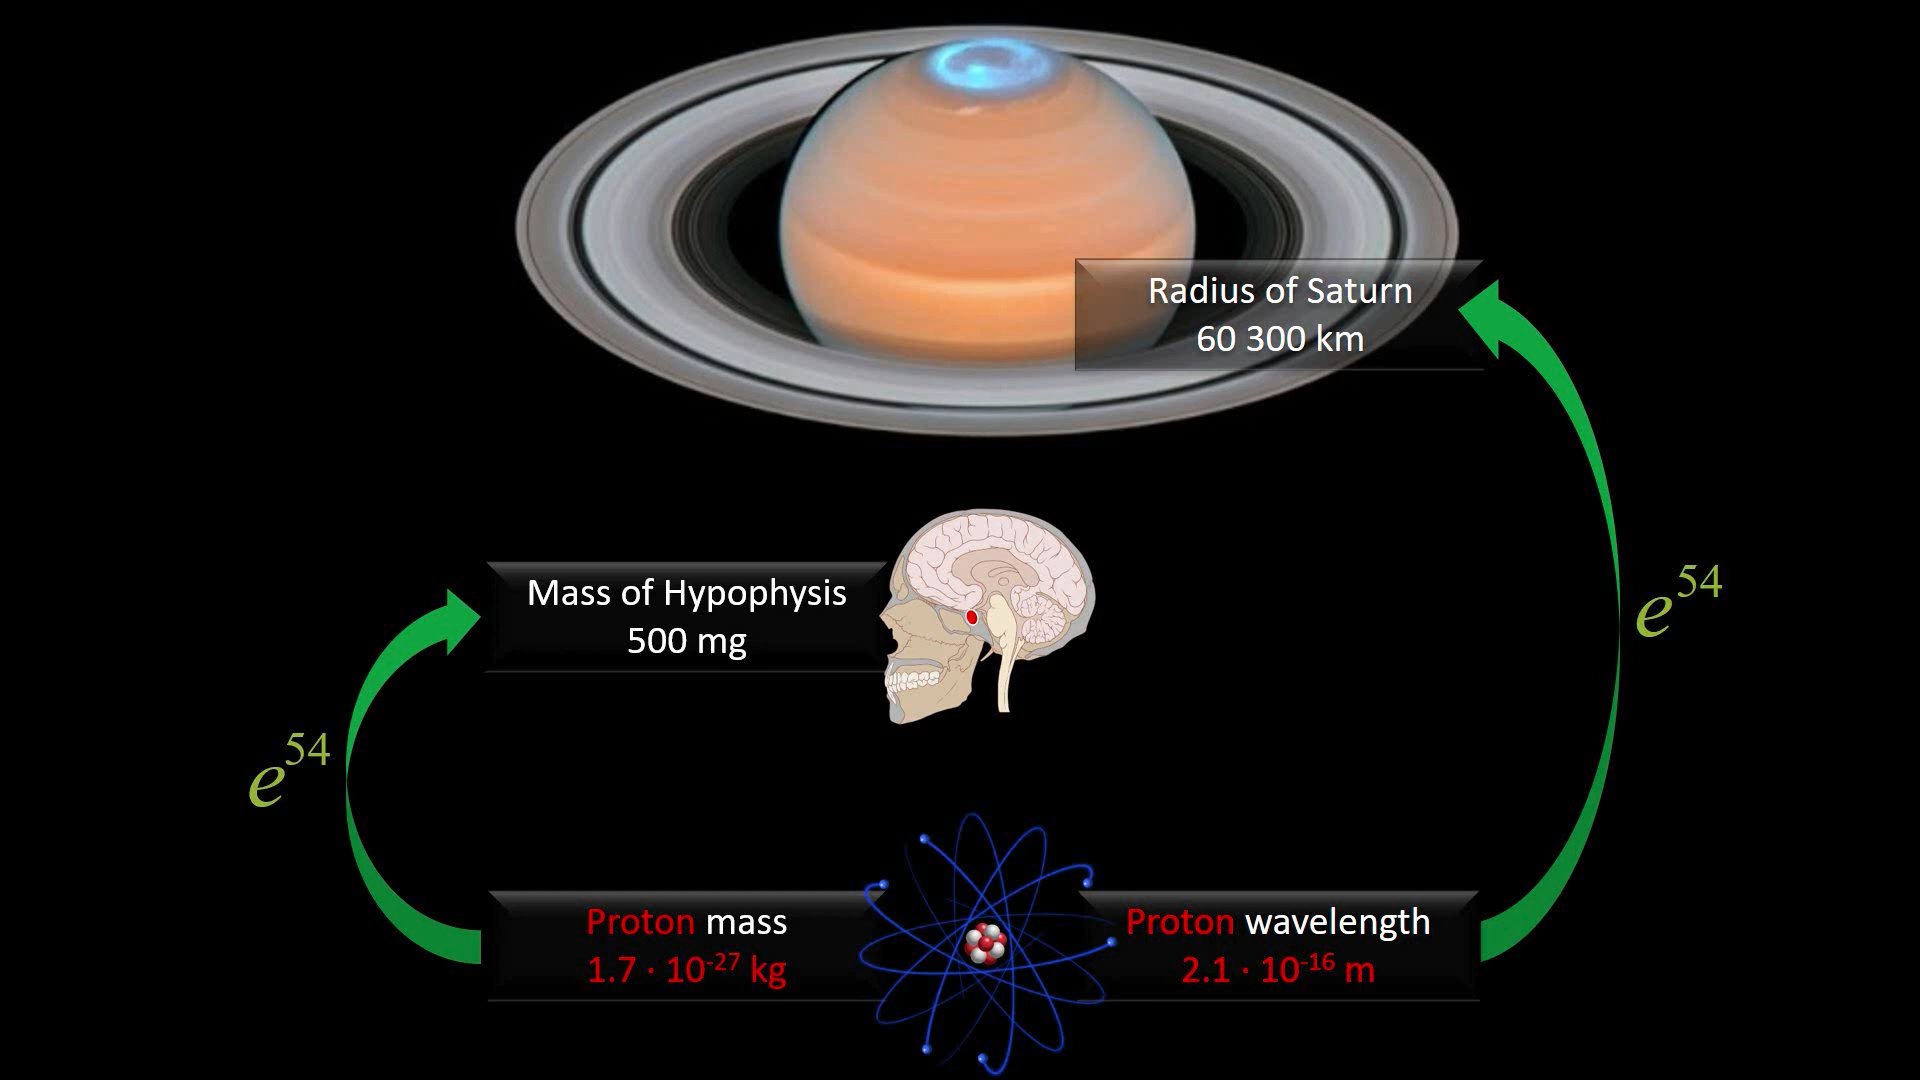 Radius of Saturn
60 300 km
e⁵⁴
Mass of Hypophysis
500 mg
e⁵⁴
Proton mass
1.7 · 10⁻²⁷ kg
Proton wavelength
2.1 · 10⁻¹⁶ m